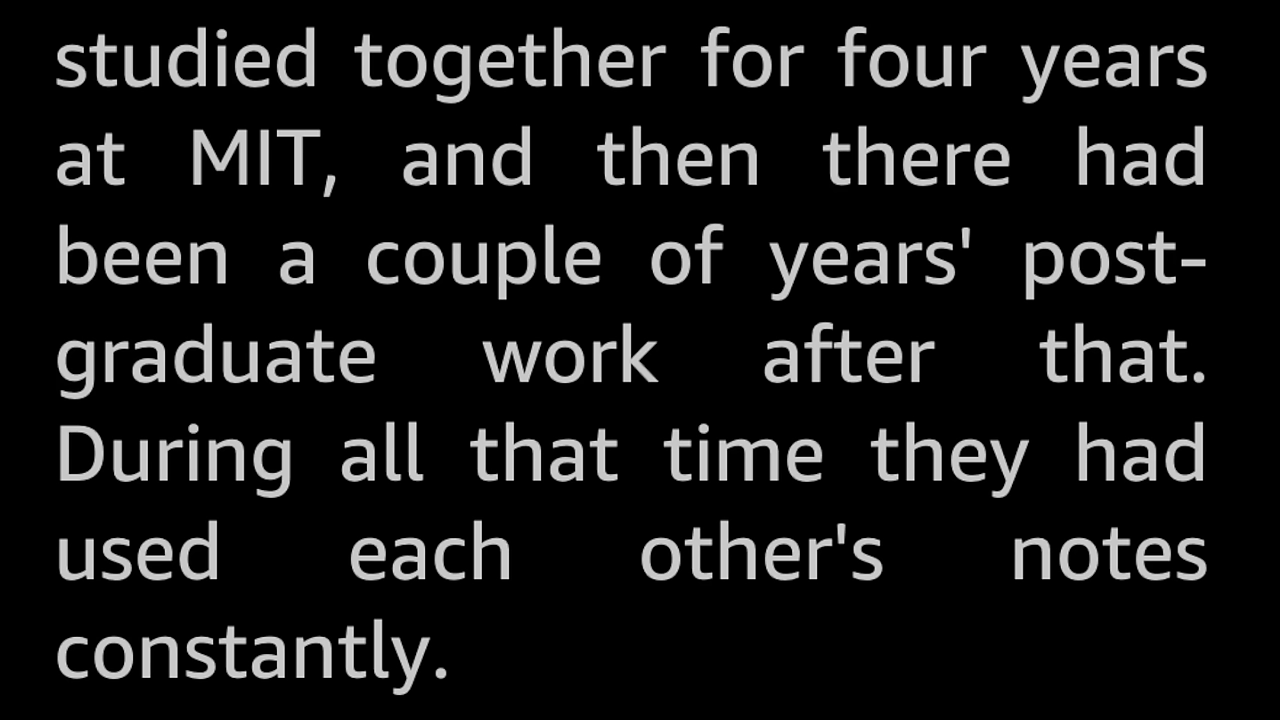 studied together for four years
at MIT, and then there had
been a couple of years' post-
graduate work after that.
During all that time they had
used each other's notes
constantly.